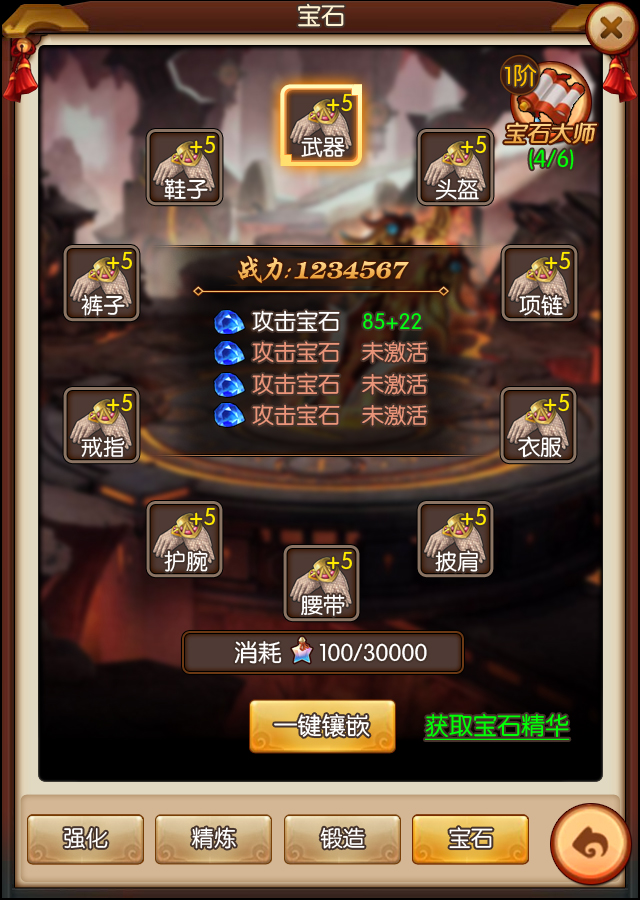 宝石
1阶
宝石大师
(4/6)
+5
武器
+5
鞋子
+5
头盔
+5
裤子
+5
项链
战力:1234567
攻击宝石 85+22
攻击宝石 未激活
攻击宝石 未激活
攻击宝石 未激活
+5
戒指
+5
衣服
+5
护腕
+5
披肩
+5
腰带
消耗 100/30000
一键镶嵌
获取宝石精华
强化
精炼
锻造
宝石